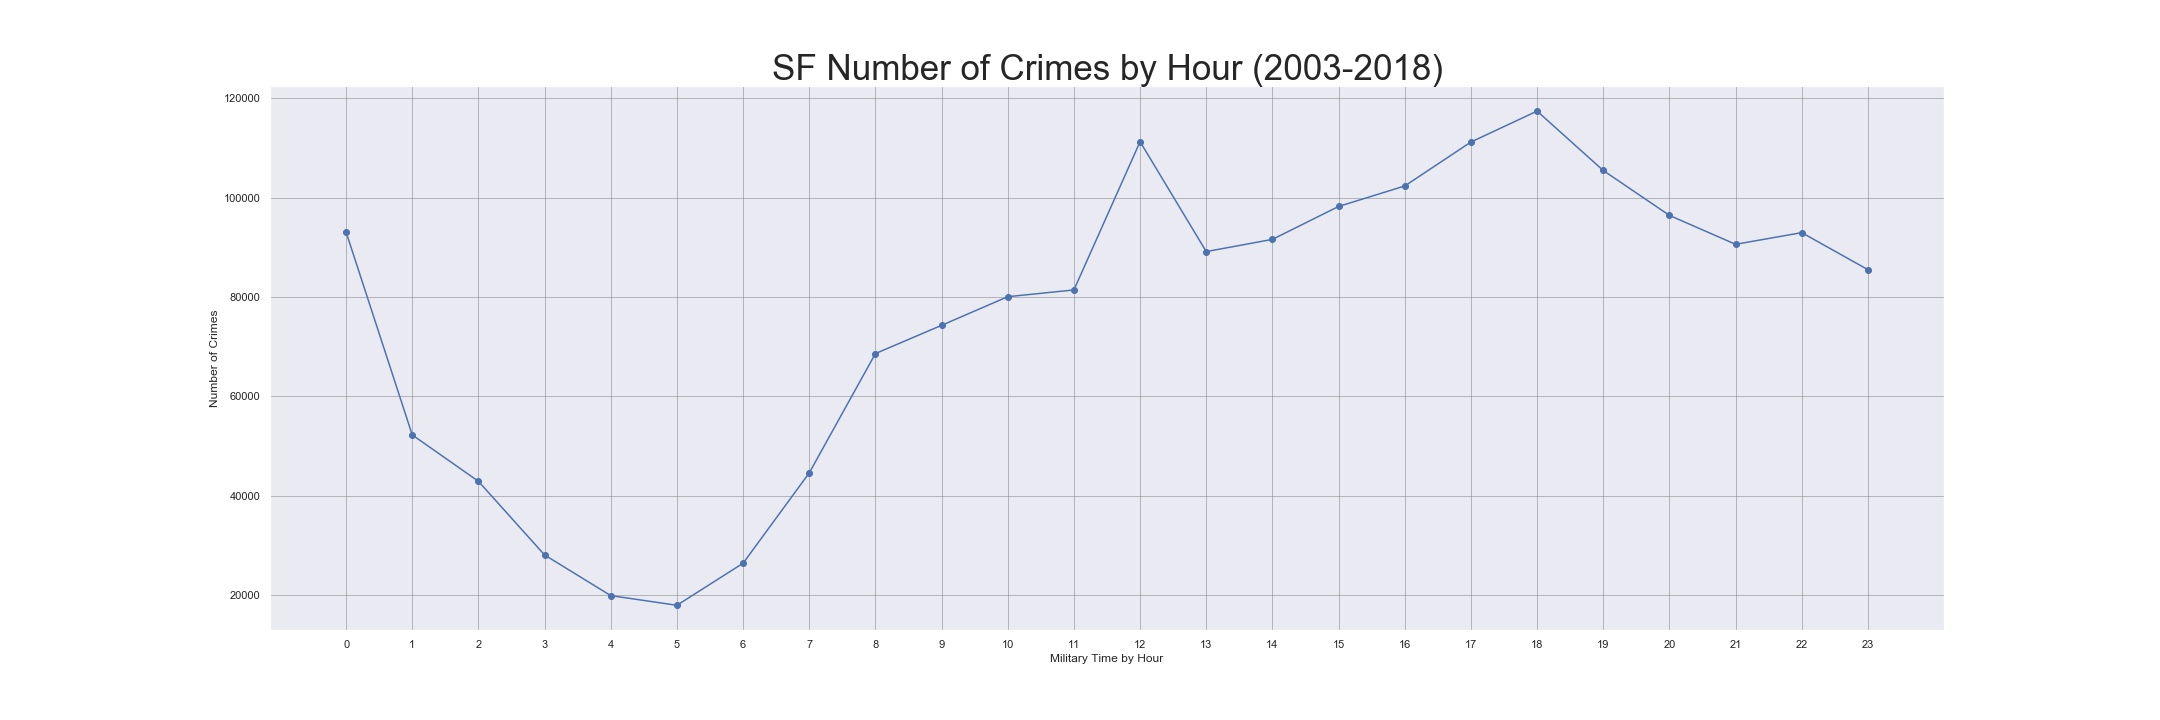 SF Number of Crimes by Hour (2003-2018)
120000
100000
80000
60000
40000
20000
Number of Crimes
0 1 2 3 4 5 6 7 8 9 10 11 12 13 14 15 16 17 18 19 20 21 22 23
Military Time by Hour